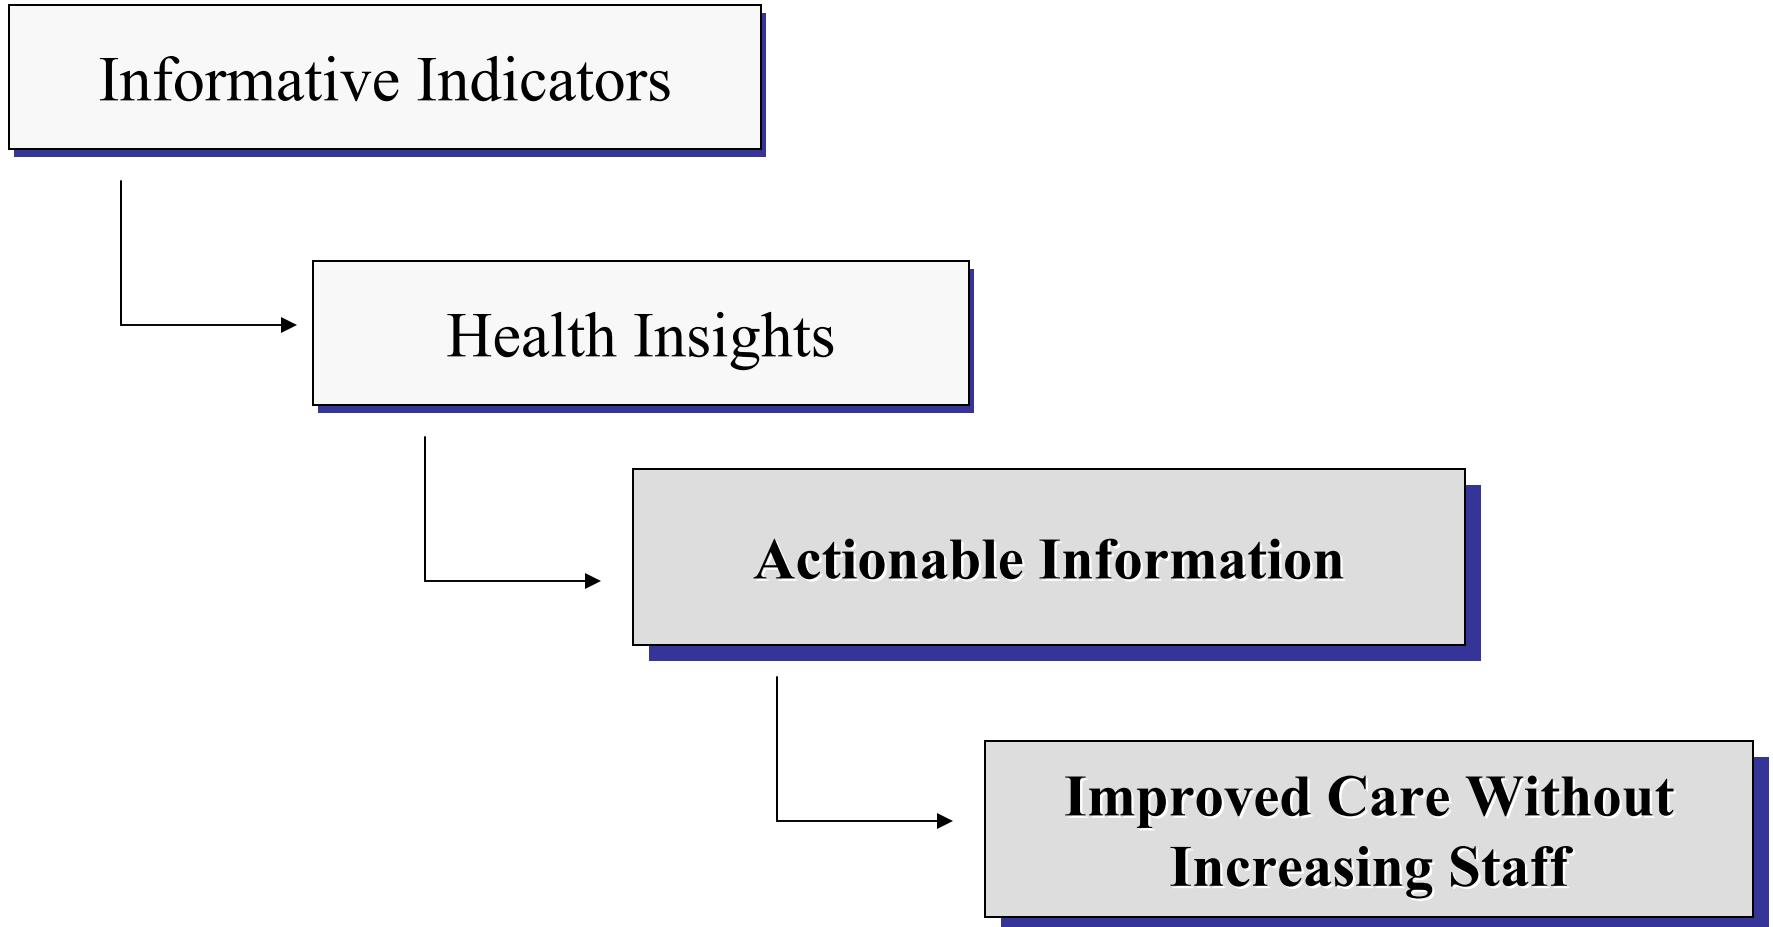 Informative Indicators
Health Insights
Actionable Information
Improved Care Without
Increasing Staff